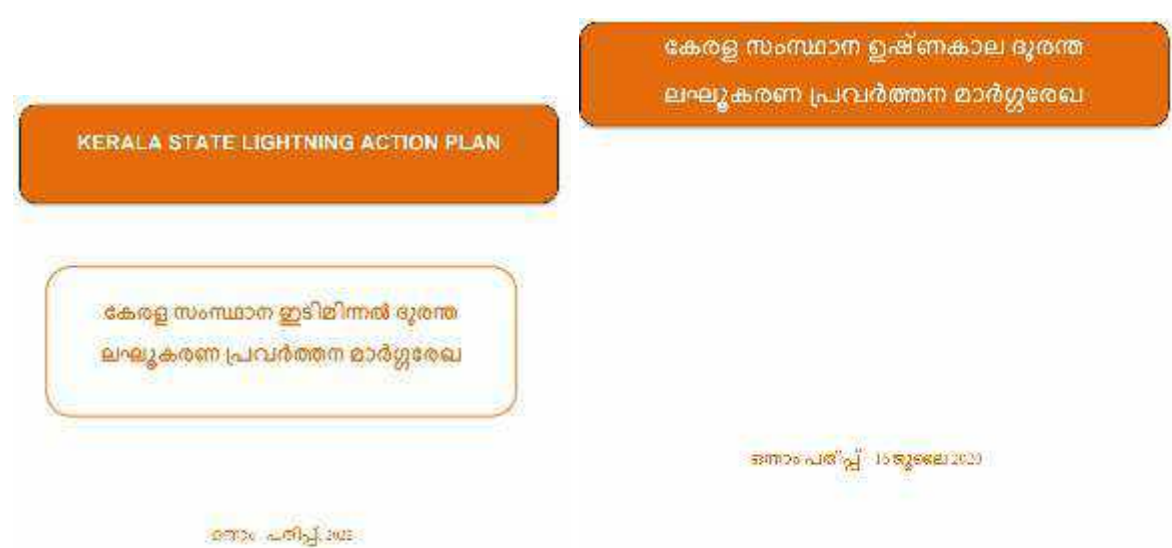 KERALA STATE LIGHTNING ACTION PLAN
കേരള സംസ്ഥാന ഇടിമിന്നൽ ദുരന്ത
ലഘൂകരണ പ്രവർത്തന മാർഗ്ഗരേഖ
ഒന്നാം പതിപ്പ്
കേരള സംസ്ഥാന ഉഷ്ണകാല ദുരന്ത
ലഘൂകരണ പ്രവർത്തന മാർഗ്ഗരേഖ
ഒന്നാം പതിപ്പ് ജൂലൈ 2020